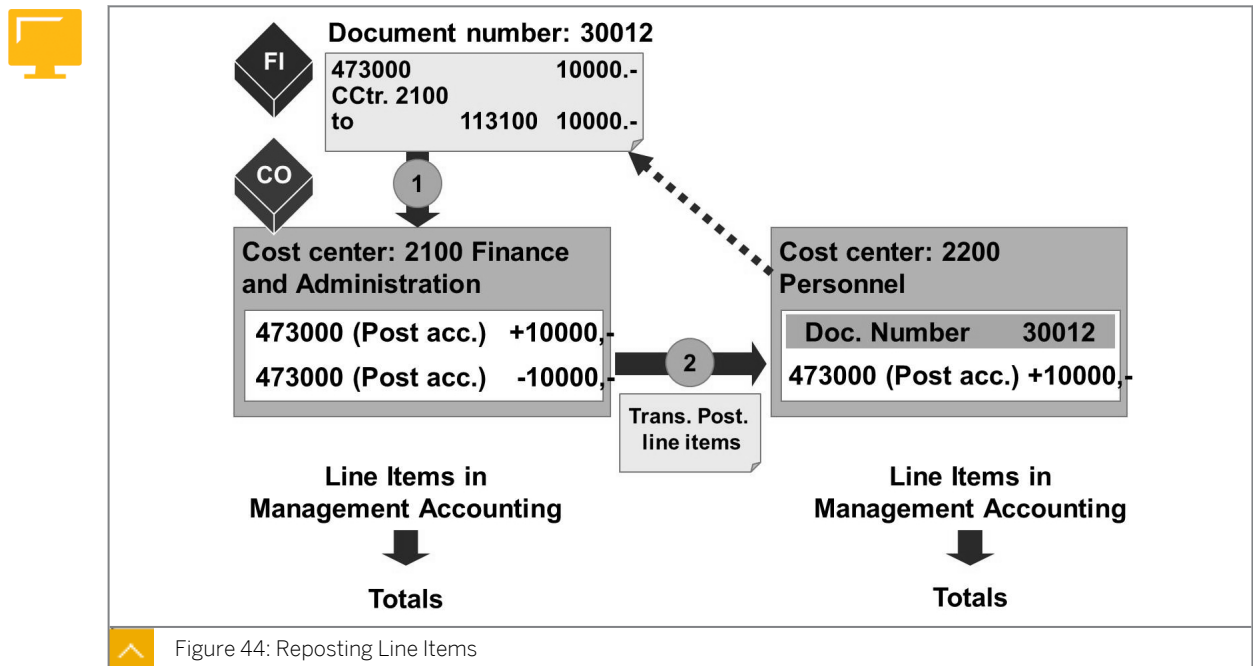 Document number: 30012
FI
473000 10000.-
CCtr. 2100
to 113100 10000.-
CO
1
Cost center: 2100 Finance
and Administration
473000 (Post acc.) +10000,-
473000 (Post acc.) -10000,-
2
Trans. Post.
line items
Cost center: 2200
Personnel
Doc. Number 30012
473000 (Post acc.) +10000,-
Line Items in
Management Accounting
Totals
Line Items in
Management Accounting
Totals
Figure 44: Reposting Line Items